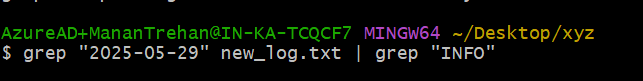 AzureAD+MananTrehan@IN-KA-TCQCF7 MINGW64 ~/Desktop/xyz
$ grep "2025-05-29" new_log.txt | grep "INFO"